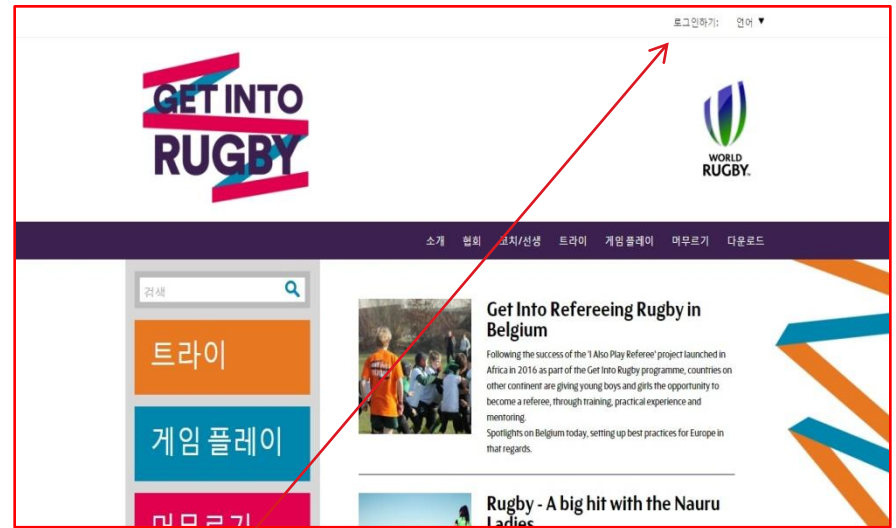 로그인하기: 언어 ▼
GET INTO
RUGBY
WORLD
RUGBY.
소개 협회 코치/선생 트라이 게임 플레이 머무르기 다운로드
검색
트라이
게임 플레이
머무르기
Get Into Refereeing Rugby in
Belgium
Following the success of the 'I Also Play Referee' project launched in
Africa in 2016 as part of the Get Into Rugby programme, countries on
other continent are giving young boys and girls the opportunity to
become a referee, through training, practical experience and
mentoring.
Spotlights on Belgium today, setting up best practices for Europe in
that regards.
Rugby - A big hit with the Nauru
Ladies